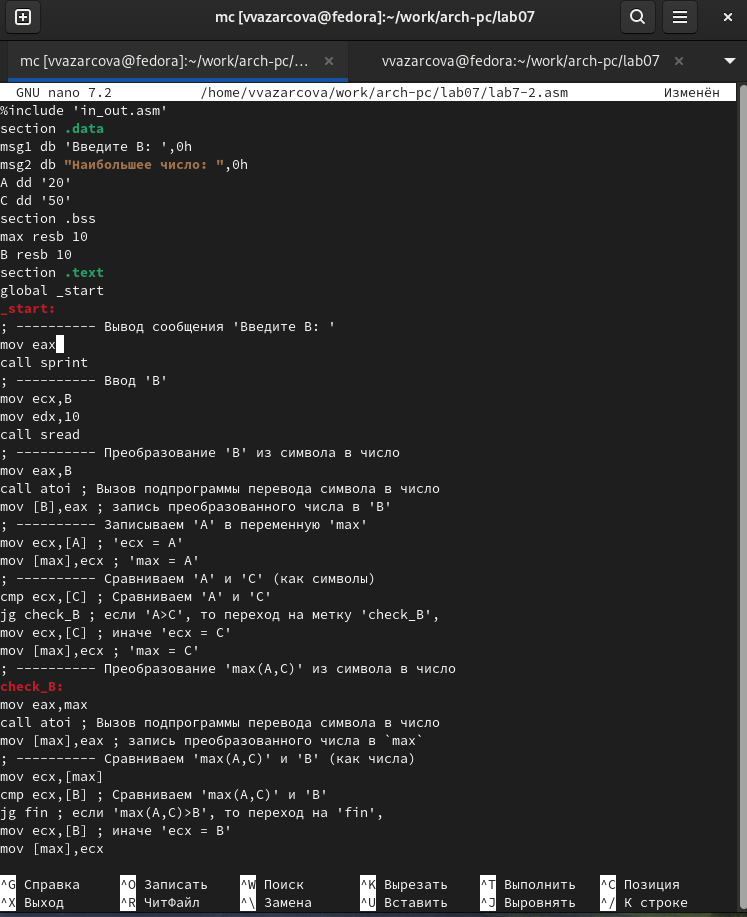 mc [vvazarcova@fedora]:~/work/arch-pc/lab07
mc [vvazarcova@fedora]:~/work/arch-pc/...
vvazarcova@fedora:~/work/arch-pc/lab07
GNU nano 7.2 /home/vvazarcova/work/arch-pc/lab07/lab7-2.asm Изменён
%include 'in_out.asm'
section .data
msg1 db 'Введите B: ',0h
msg2 db "Наибольшее число: ",0h
A dd '20'
C dd '50'
section .bss
max resb 10
B resb 10
section .text
global _start
_start:
; ---------- Вывод сообщения 'Введите B: '
mov eax
call sprint
; ---------- Ввод 'B'
mov ecx,B
mov edx,10
call sread
; ---------- Преобразование 'B' из символа в число
mov eax,B
call atoi ; Вызов подпрограммы перевода символа в число
mov [B],eax ; запись преобразованного числа в 'B'
; ---------- Записываем 'A' в переменную 'max'
mov ecx,[A] ; 'ecx = A'
mov [max],ecx ; 'max = A'
; ---------- Сравниваем 'A' и 'С' (как символы)
cmp ecx,[C] ; Сравниваем 'A' и 'С'
jg check_B ; если 'A>C', то переход на метку 'check_B',
mov ecx,[C] ; иначе 'ecx = C'
mov [max],ecx ; 'max = C'
; ---------- Преобразование 'max(A,C)' из символа в число
check_B:
mov eax,max
call atoi ; Вызов подпрограммы перевода символа в число
mov [max],eax ; запись преобразованного числа в `max`
; ---------- Сравниваем 'max(A,C)' и 'B' (как числа)
mov ecx,[max]
cmp ecx,[B] ; Сравниваем 'max(A,C)' и 'B'
jg fin ; если 'max(A,C)>B', то переход на 'fin',
mov ecx,[B] ; иначе 'ecx = B'
mov [max],ecx
^G Справка ^O Записать ^W Поиск ^K Вырезать ^T Выполнить ^C Позиция
^X Выход ^R ЧитФайл ^\ Замена ^U Вставить ^J Выровнять ^/ К строке